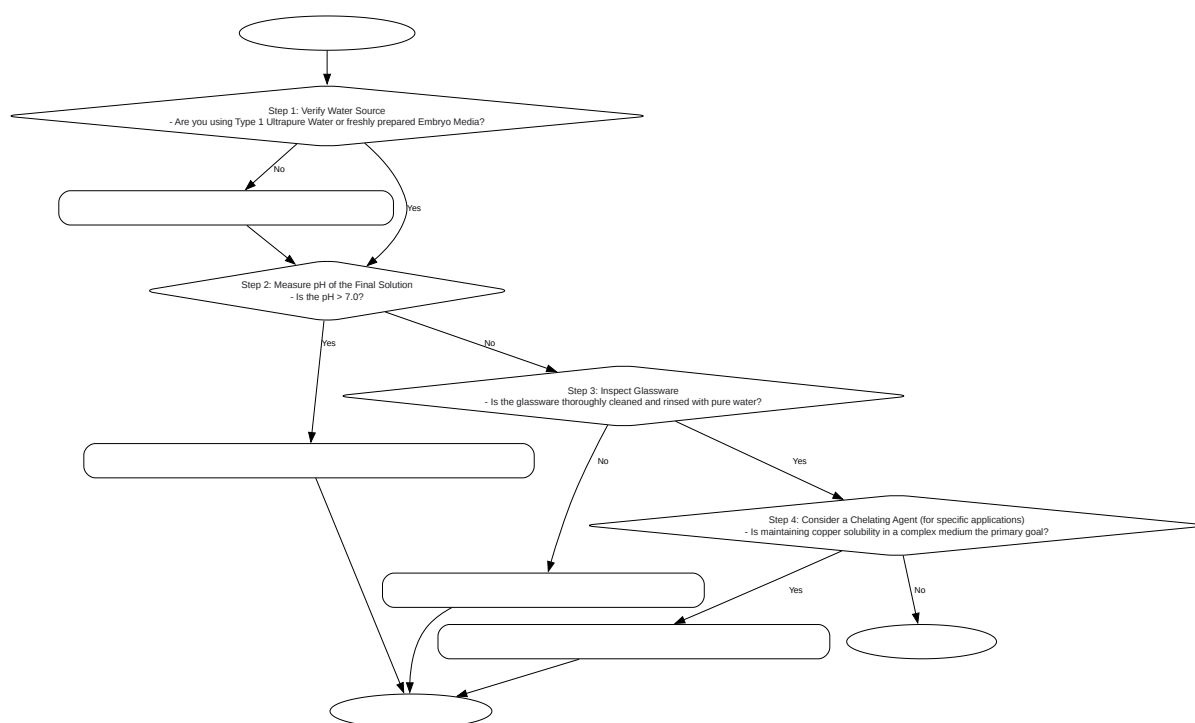 Step 1: Verify Water Source
- Are you using Type 1 Ultrapure Water or freshly prepared Embryo Media?
No
Yes
Step 2: Measure pH of the Final Solution
- Is the pH > 7.0?
Yes
No
Step 3: Inspect Glassware
- Is the glassware thoroughly cleaned and rinsed with pure water?
No
Yes
Step 4: Consider a Chelating Agent (for specific applications)
- Is maintaining copper solubility in a complex medium the primary goal?
Yes
No